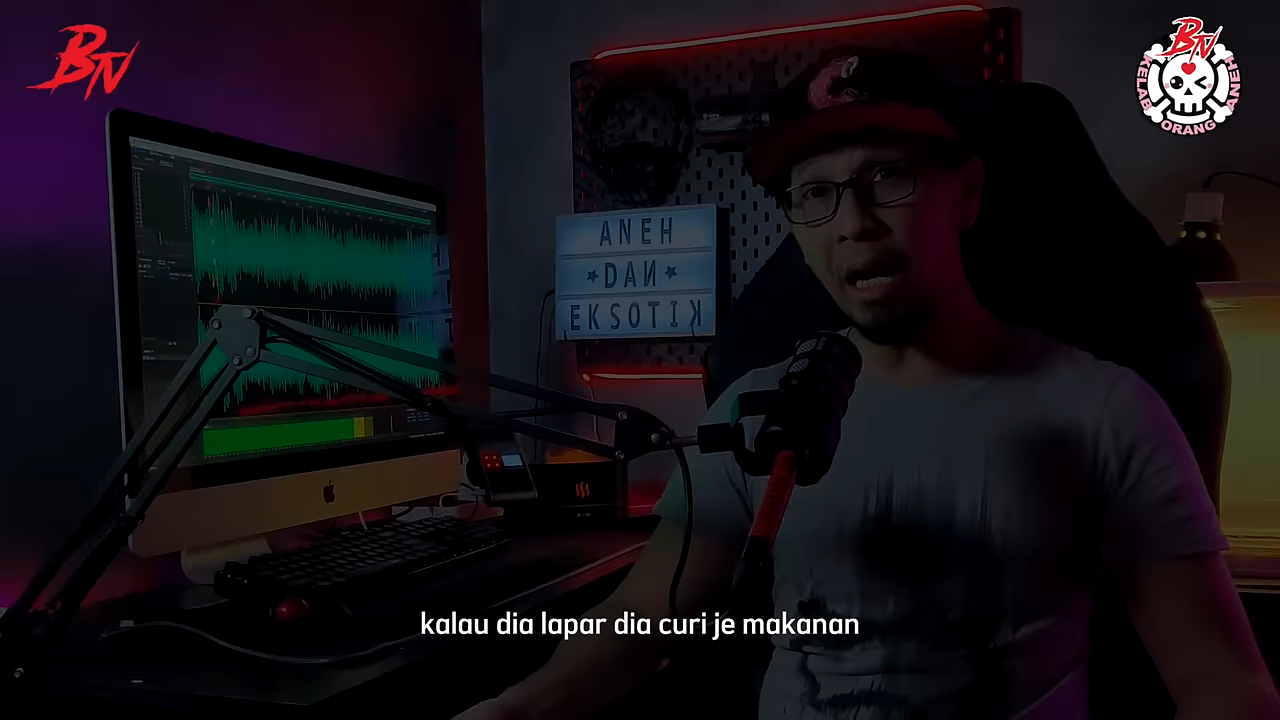 BN
BN
KELAB ORANG ANEH
ANEH
★DAN★
EKSOTIK
kalau dia lapar dia curi je makanan